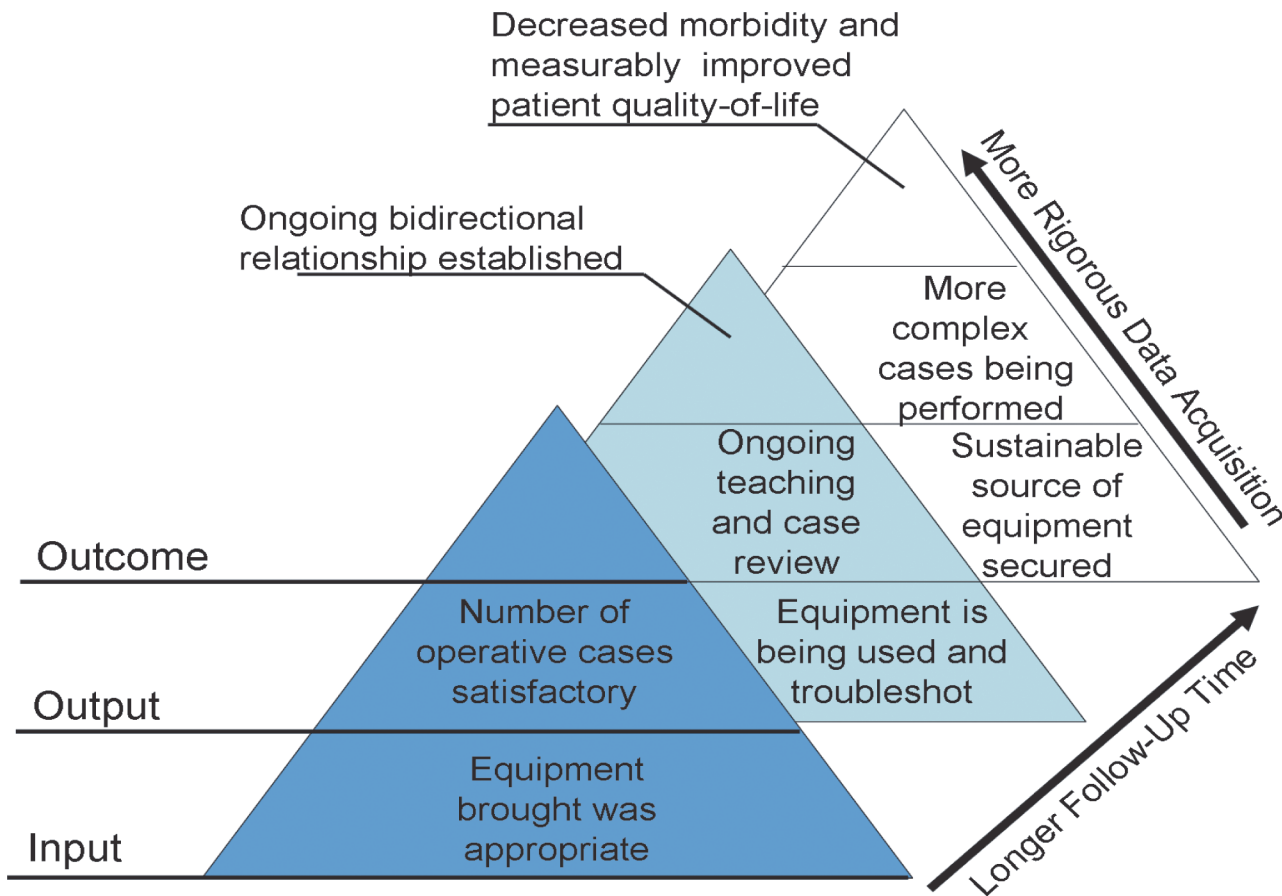 Decreased morbidity and
measurably improved
patient quality-of-life
Ongoing bidirectional
relationship established
More Rigorous Data Acquisition
More
complex
cases being
performed
Ongoing
teaching
and case
review
Sustainable
source of
equipment
secured
Outcome
Number of
operative cases
satisfactory
Equipment is
being used and
troubleshot
Output
Equipment
brought was
appropriate
Input
Longer Follow-Up Time